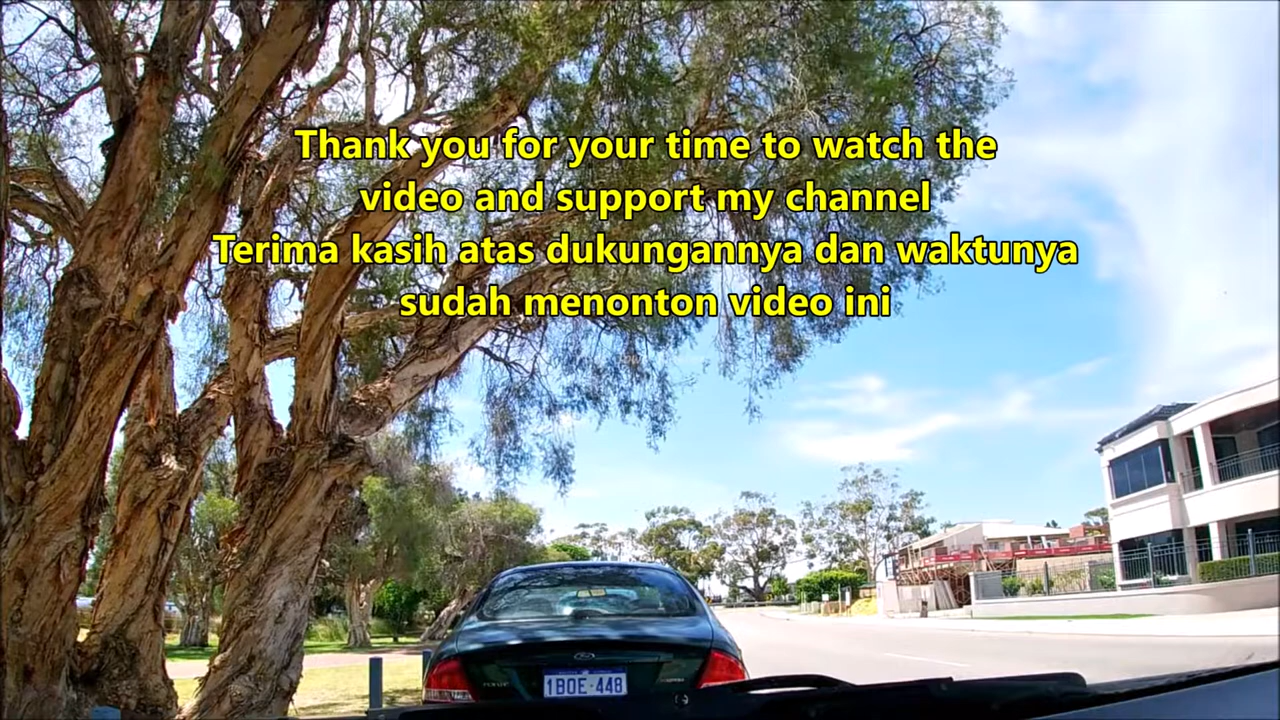 Thank you for your time to watch the
video and support my channel
Terima kasih atas dukungannya dan waktunya
sudah menonton video ini
1BOE·448